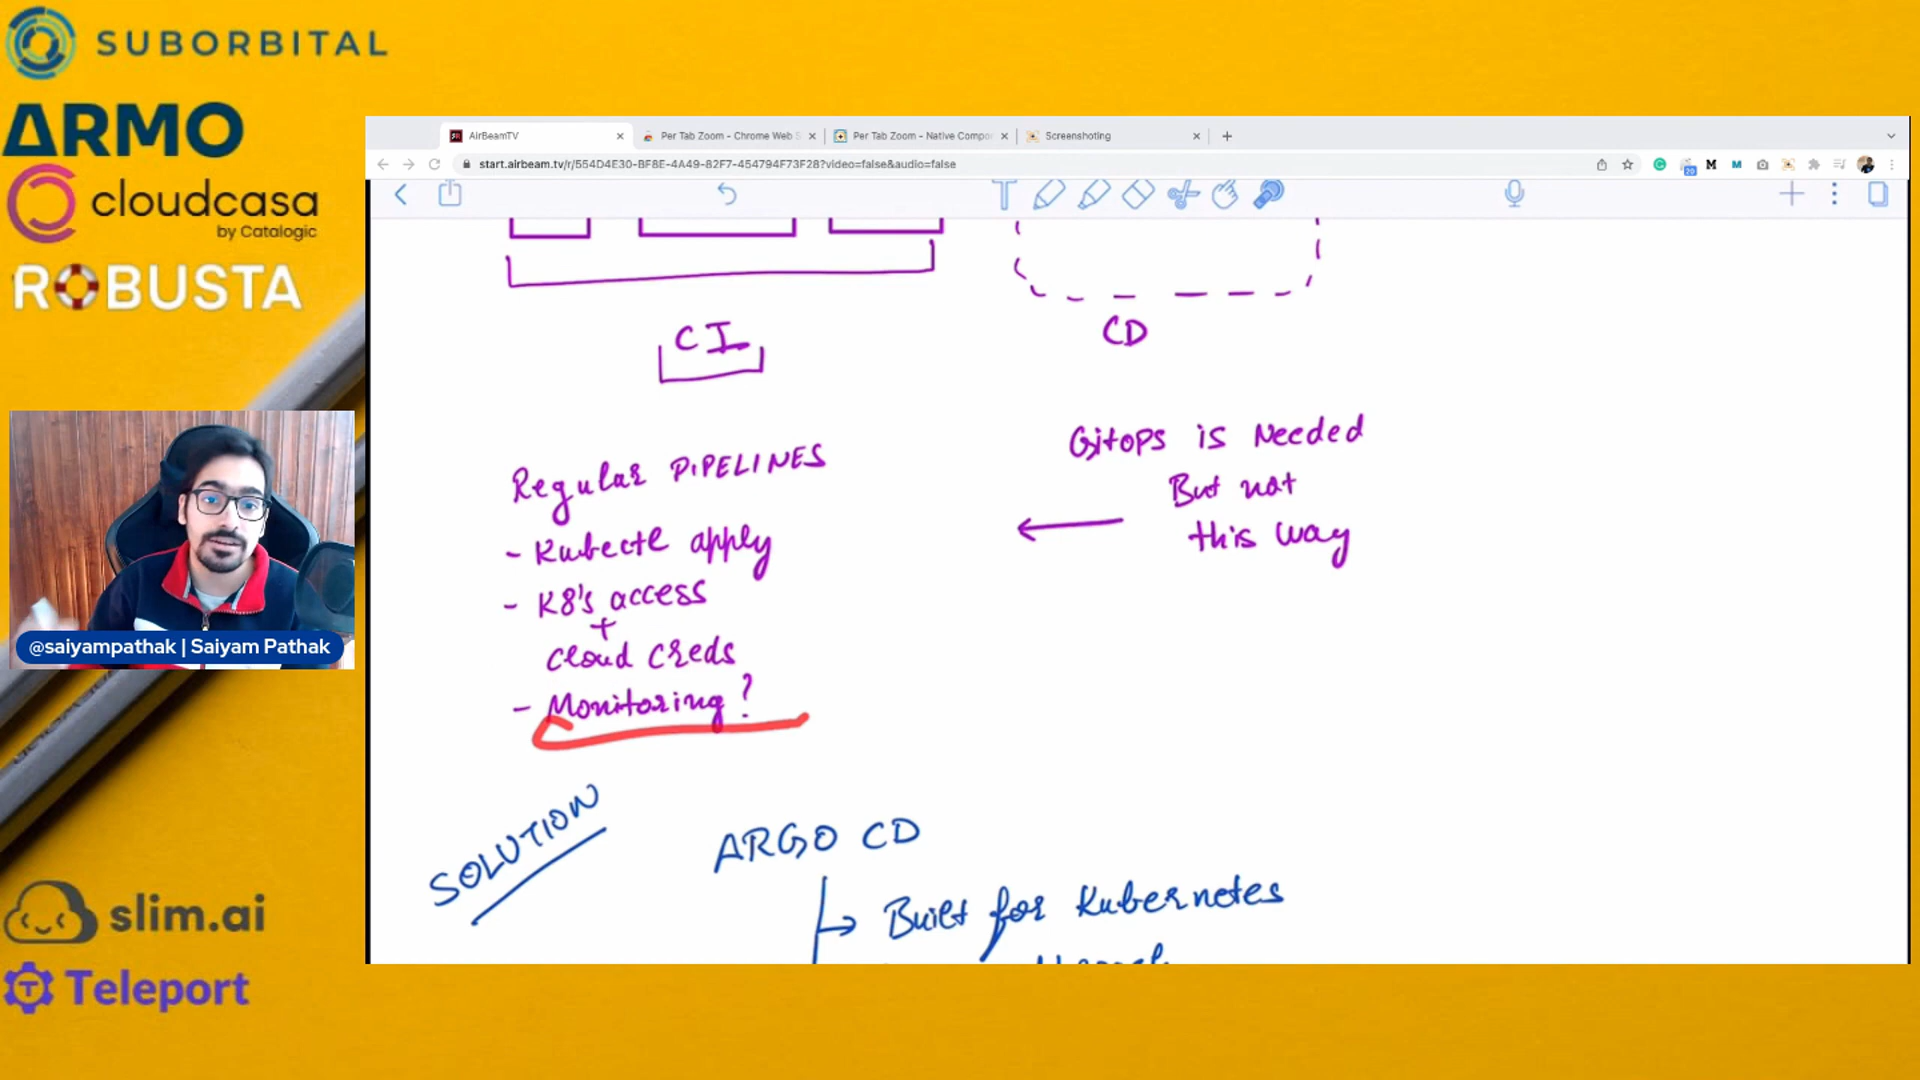 SUBORBITAL
ARMO
cloudcasa
by Catalogic
ROBUSTA
@saiyampathak | Saiyam Pathak
slim.ai
Teleport
AirBeamTV
Per Tab Zoom - Chrome Web S
Per Tab Zoom - Native Compo
Screenshoting
start.airbeam.tv/r/554D4E30-BF8E-4A49-82F7-454794F73F28?video=false&audio=false
20
CI
CD
Regular PIPELINES
- Kubectl apply
- K8's access
+
cloud creds
- Monitoring?
Gitops is Needed
But not
this way
SOLUTION
ARGO CD
Built for Kubernetes